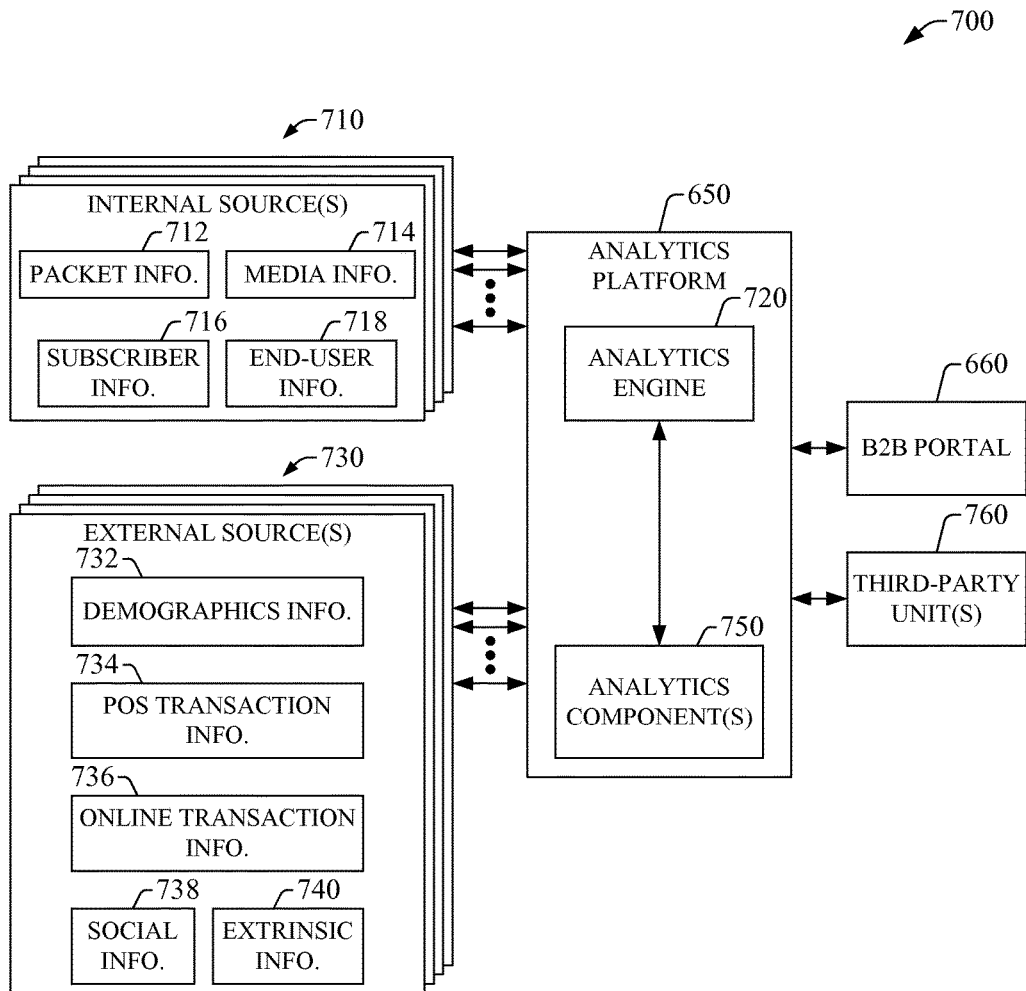 700
710
INTERNAL SOURCE(S)
712
714
PACKET INFO.
MEDIA INFO.
716
718
SUBSCRIBER
INFO.
END-USER
INFO.
730
EXTERNAL SOURCE(S)
732
DEMOGRAPHICS INFO.
734
POS TRANSACTION
INFO.
736
ONLINE TRANSACTION
INFO.
738
740
SOCIAL
INFO.
EXTRINSIC
INFO.
650
ANALYTICS
PLATFORM
720
ANALYTICS
ENGINE
750
ANALYTICS
COMPONENT(S)
660
B2B PORTAL
760
THIRD-PARTY
UNIT(S)